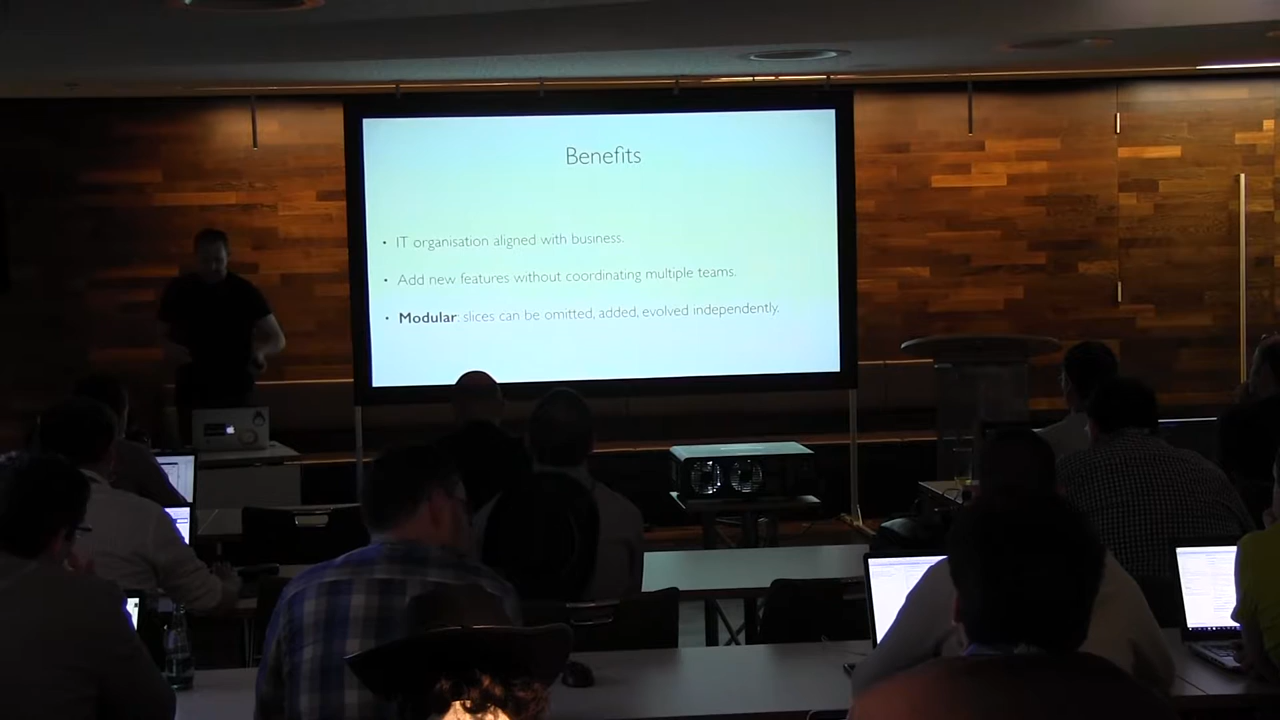 Benefits
• IT organisation aligned with business.
• Add new features without coordinating multiple teams.
• Modular: slices can be omitted, added, evolved independently.